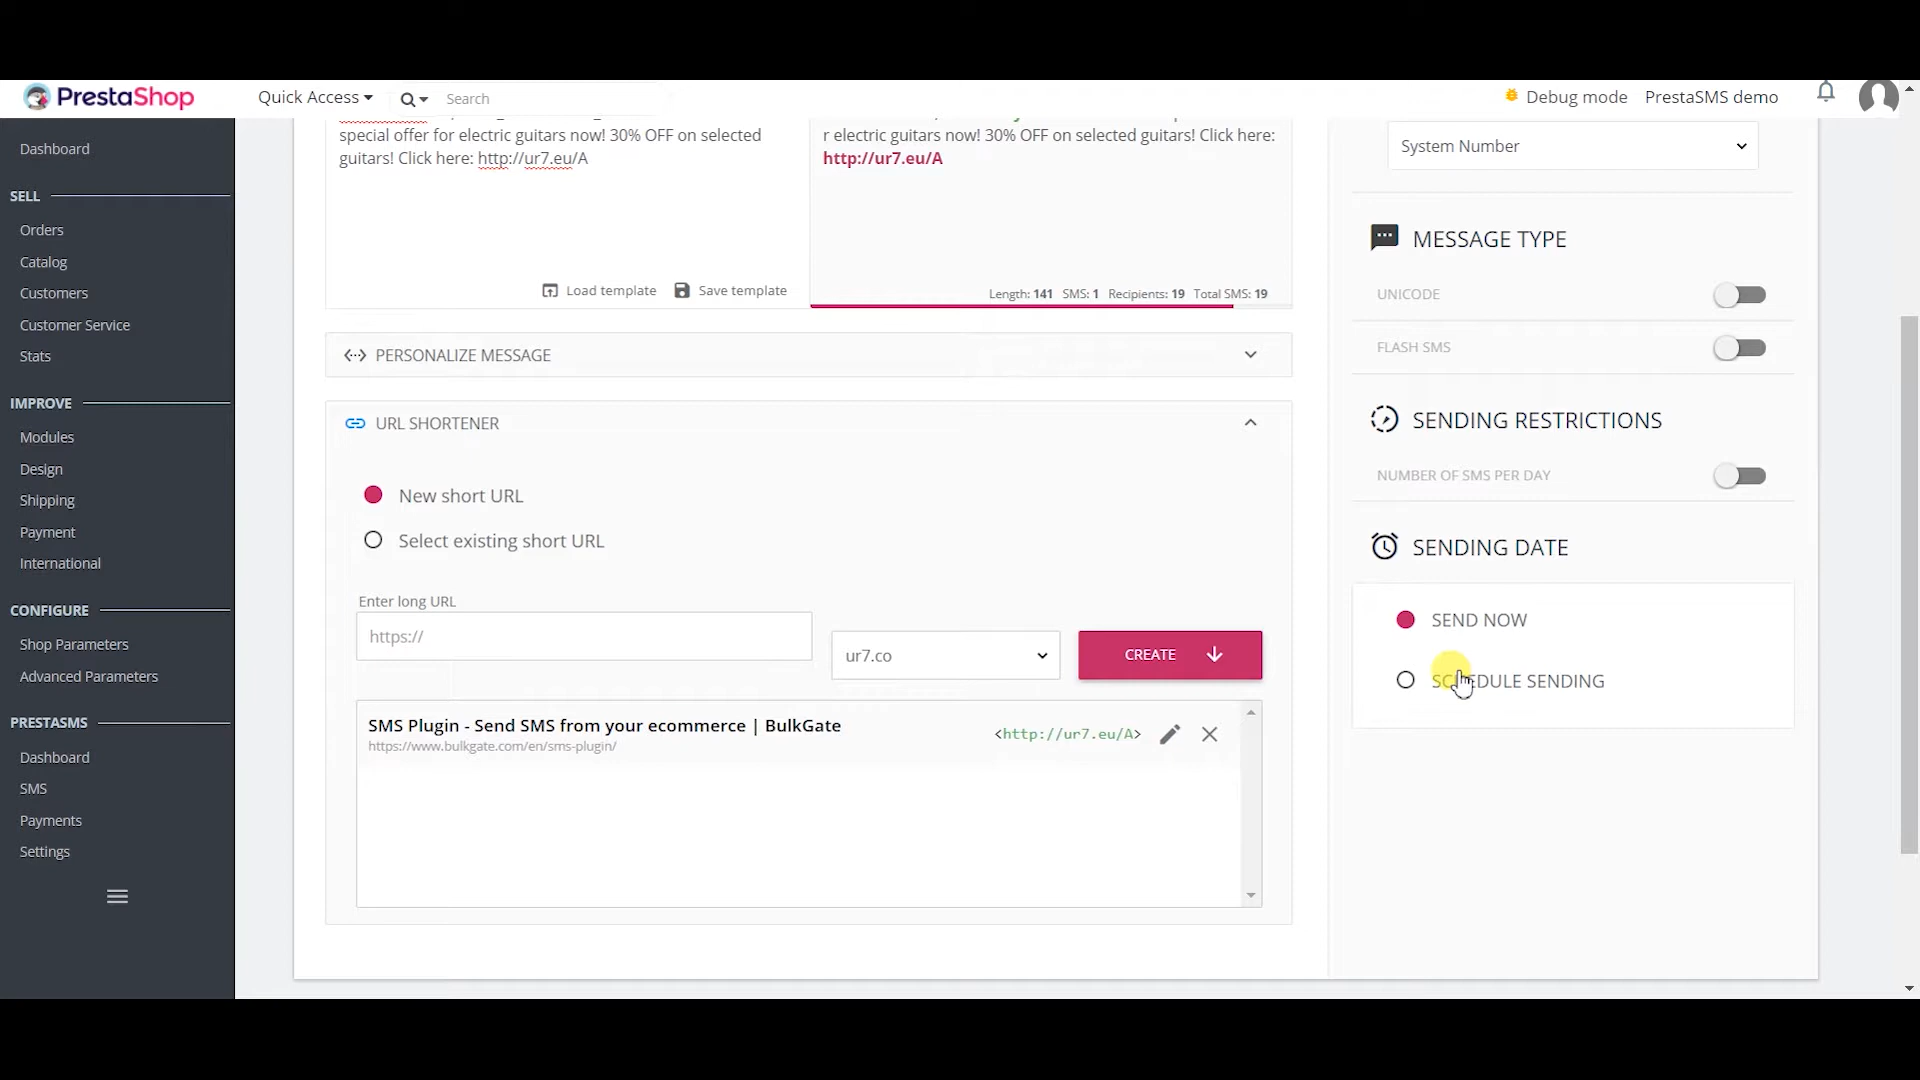 PrestaShop
Quick Access
Search
Debug mode
PrestaSMS demo
Dashboard
SELL
Orders
Catalog
Customers
Customer Service
Stats
IMPROVE
Modules
Design
Shipping
Payment
International
CONFIGURE
Shop Parameters
Advanced Parameters
PRESTASMS
Dashboard
SMS
Payments
Settings
special offer for electric guitars now! 30% OFF on selected
guitars! Click here: http://ur7.eu/A
Load template
Save template
r electric guitars now! 30% OFF on selected guitars! Click here:
http://ur7.eu/A
Length: 141 SMS: 1 Recipients: 19 Total SMS: 19
PERSONALIZE MESSAGE
URL SHORTENER
New short URL
Select existing short URL
Enter long URL
https://
ur7.co
CREATE
SMS Plugin - Send SMS from your ecommerce | BulkGate
https://www.bulkgate.com/en/sms-plugin/
<http://ur7.eu/A>
System Number
MESSAGE TYPE
UNICODE
FLASH SMS
SENDING RESTRICTIONS
NUMBER OF SMS PER DAY
SENDING DATE
SEND NOW
SCHEDULE SENDING